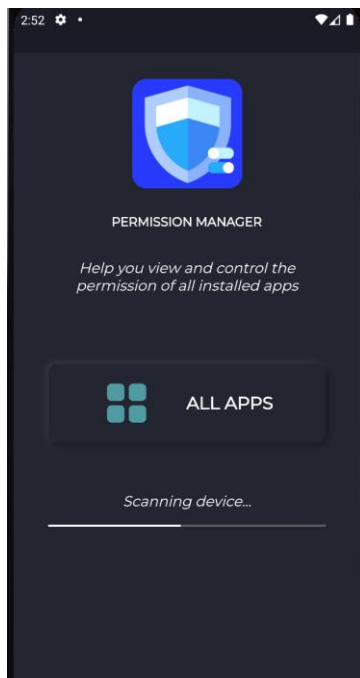 2:52
PERMISSION MANAGER
Help you view and control the
permission of all installed apps
ALL APPS
Scanning device...